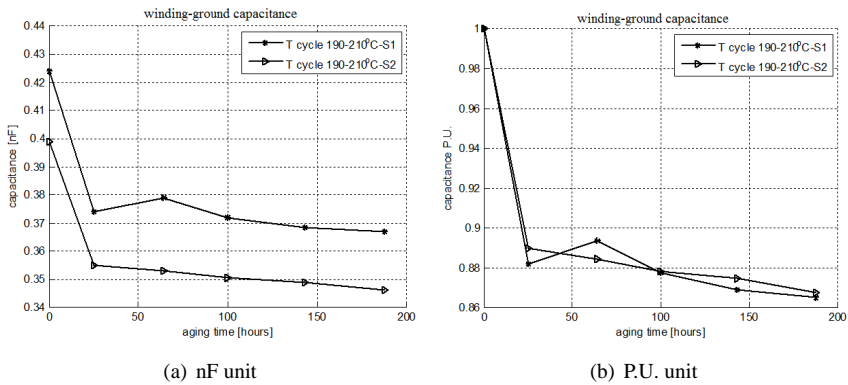 winding-ground capacitance
0.44
0.43
0.42
0.41
0.4
0.39
0.38
0.37
0.36
0.35
0.34
capacitance [nF]
0
50
100
150
200
aging time [hours]
T cycle 190-210⁰C-S1
T cycle 190-210⁰C-S2
(a) nF unit
winding-ground capacitance
1
0.98
0.96
0.94
0.92
0.9
0.88
0.86
capacitance P.U.
0
50
100
150
200
aging time [hours]
T cycle 190-210⁰C-S1
T cycle 190-210⁰C-S2
(b) P.U. unit